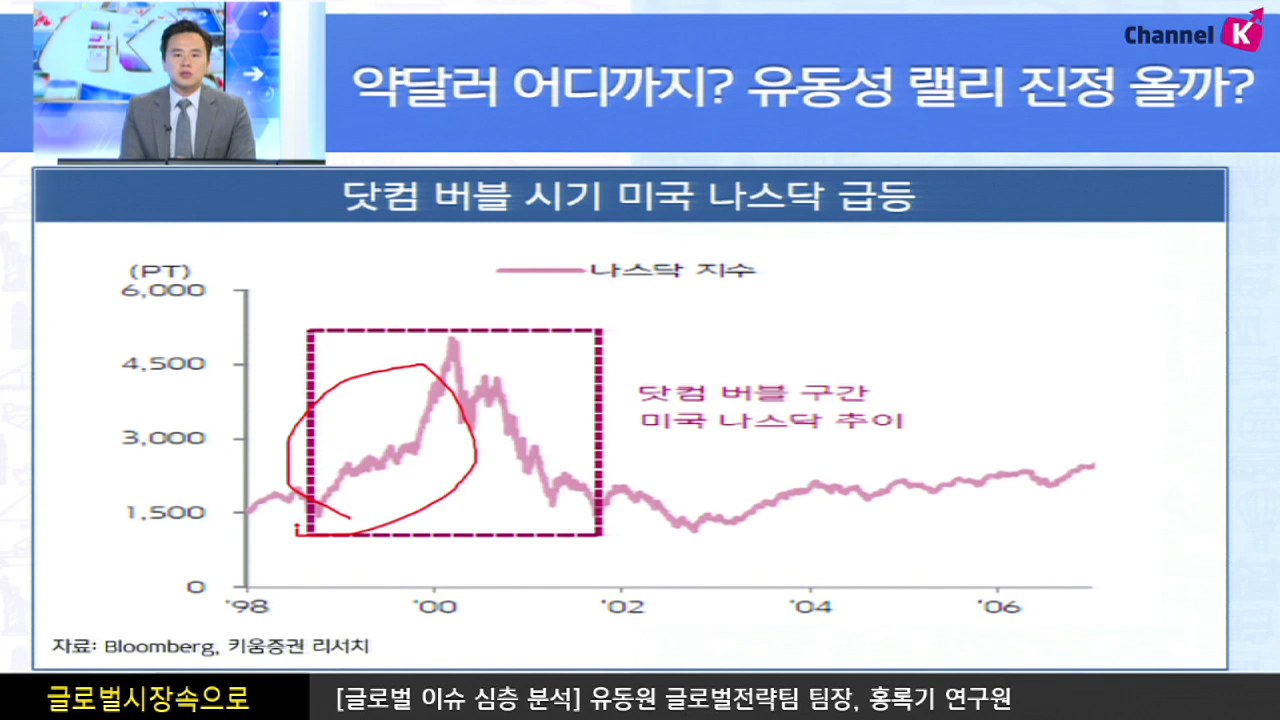 Channel K
약달러 어디까지? 유동성 랠리 진정 올까?
닷컴 버블 시기 미국 나스닥 급등
(PT)
나스닥 지수
6,000
4,500
3,000
1,500
0
닷컴 버블 구간
미국 나스닥 추이
'98 '00 '02 '04 '06
자료: Bloomberg, 키움증권 리서치
글로벌시장속으로
[글로벌 이슈 심층 분석] 유동원 글로벌전략팀 팀장, 홍록기 연구원